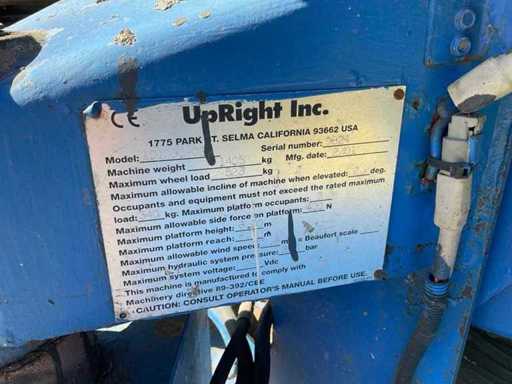 CE UpRight Inc.
1775 PARK ST. SELMA CALIFORNIA 93662 USA
Model: Serial number:
Machine weight kg Mfg. date:
Maximum wheel load kg
Maximum allowable incline of machine when elevated: deg.
Occupants and equipment must not exceed the rated maximum
load: kg. Maximum platform occupants:
Maximum allowable side force on platform: N
Maximum platform height: m
Maximum platform reach: m
Maximum allowable wind speed: m/s = Beaufort scale
Maximum hydraulic system pressure: bar
Maximum system voltage: Vdc
This machine is manufactured to comply with
Machinery directive 89-392/CEE
CAUTION: CONSULT OPERATOR'S MANUAL BEFORE USE.